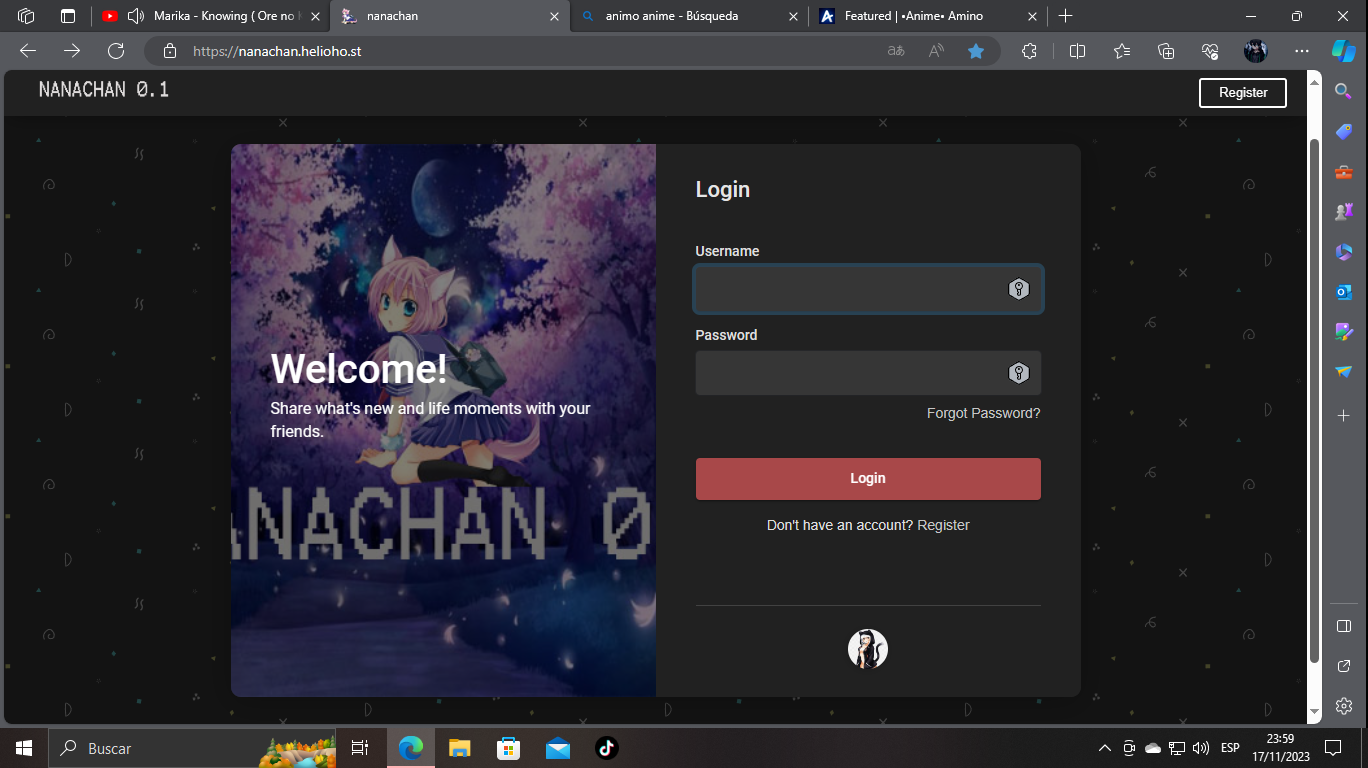 Marika - Knowing ( Ore no
nanachan
animo anime - Búsqueda
Featured | •Anime• Amino
https://nanachan.helioho.st
NANACHAN 0.1
Register
Welcome!
Share what's new and life moments with your
friends.
NANACHAN 0
Login
Username
Password
Forgot Password?
Login
Don't have an account? Register
Buscar
ESP
23:59
17/11/2023